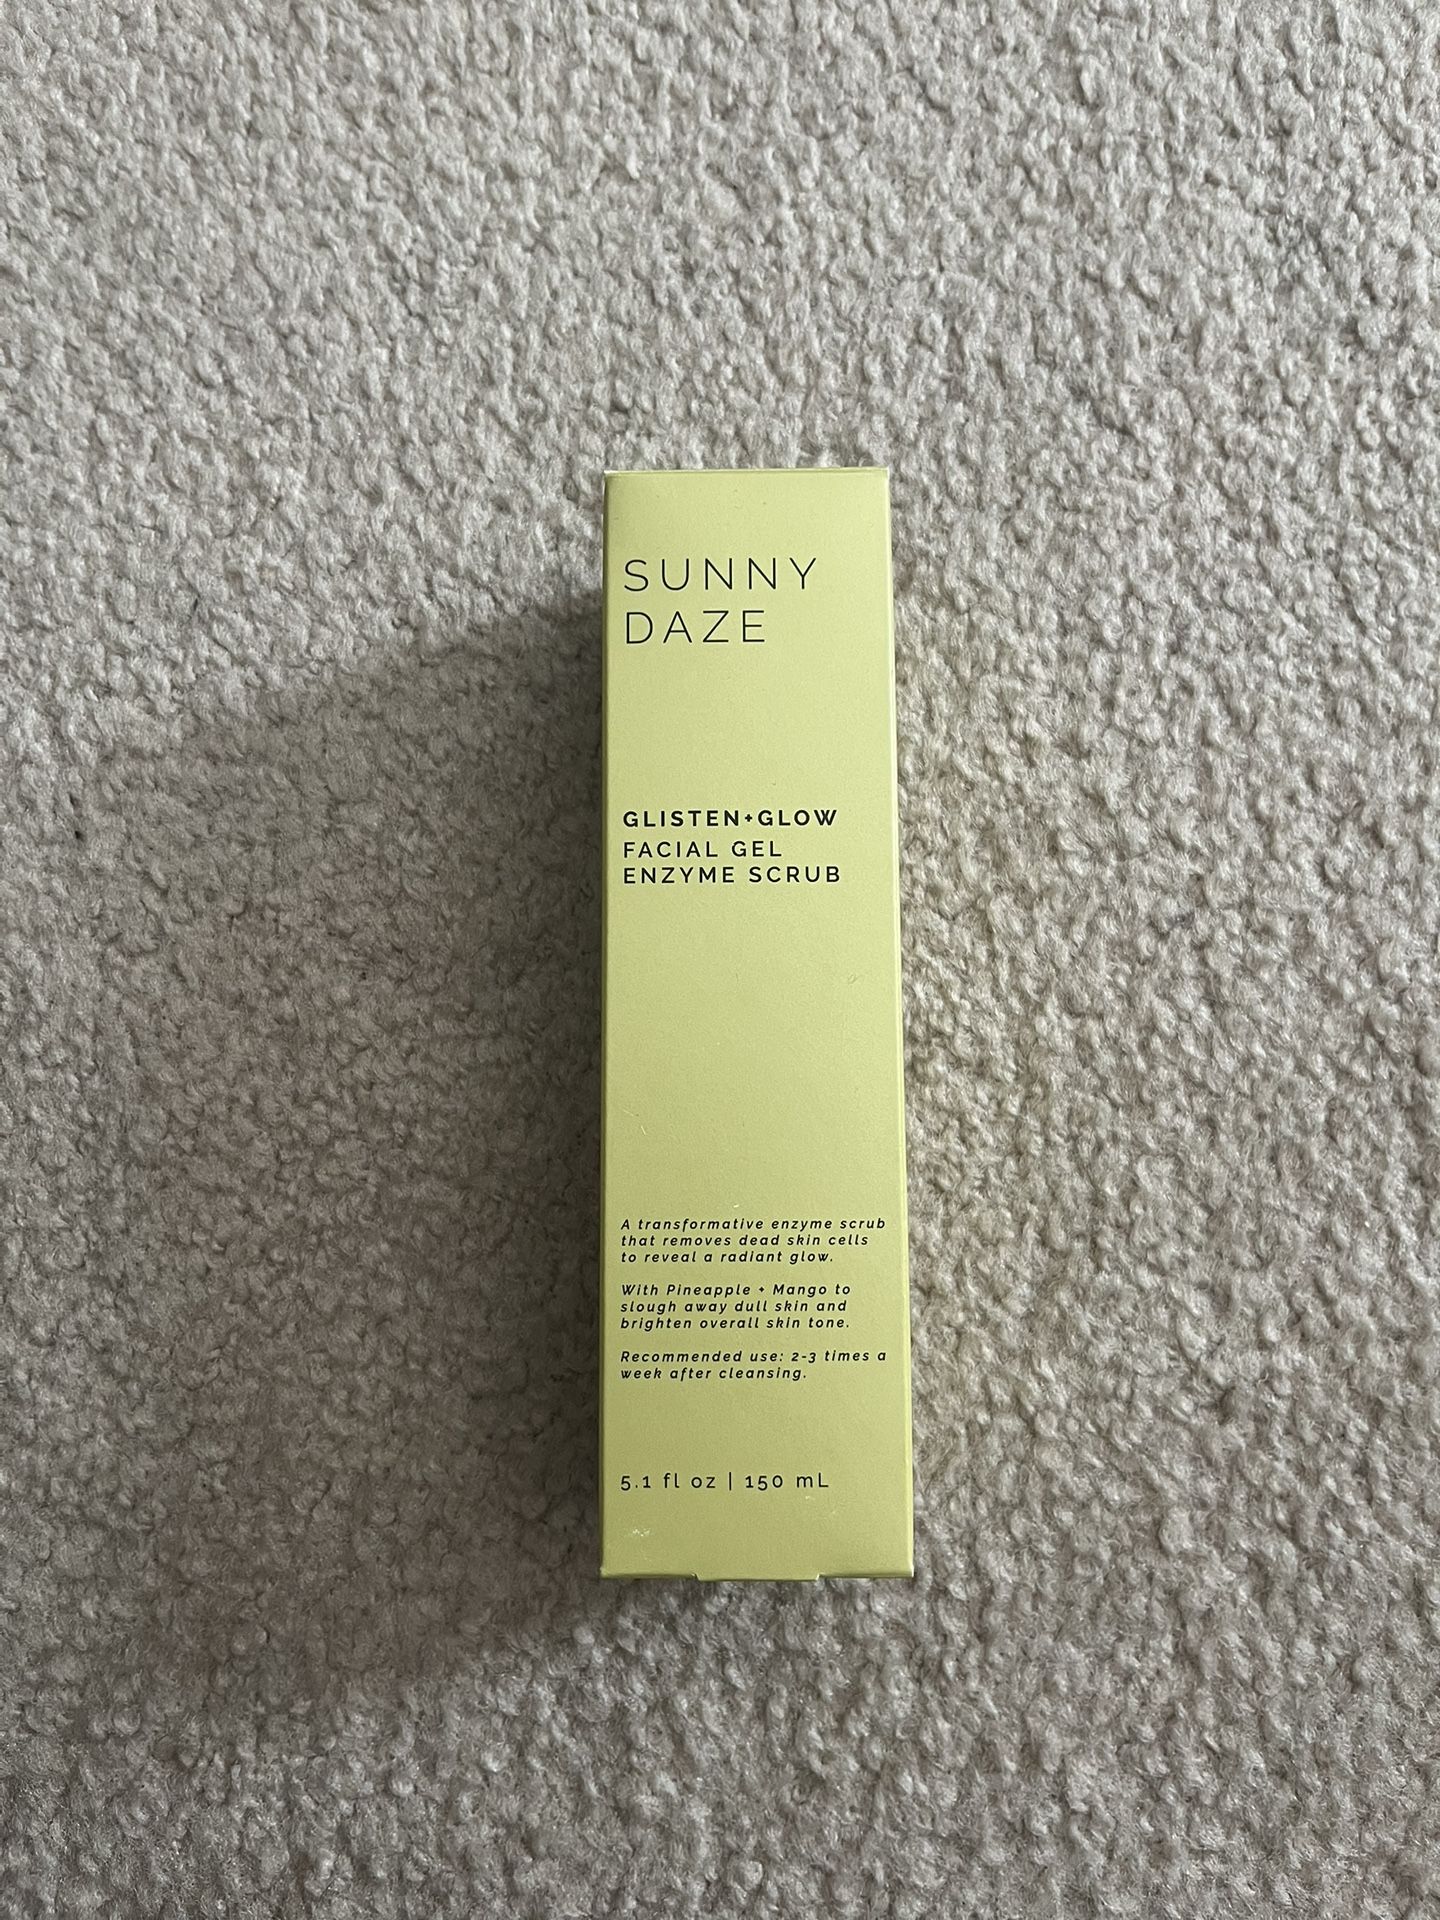 SUNNY
DAZE
GLISTEN+GLOW
FACIAL GEL
ENZYME SCRUB
A transformative enzyme scrub
that removes dead skin cells
to reveal a radiant glow.
With Pineapple + Mango to
slough away dull skin and
brighten overall skin tone.
Recommended use: 2-3 times a
week after cleansing.
5.1 fl oz | 150 mL